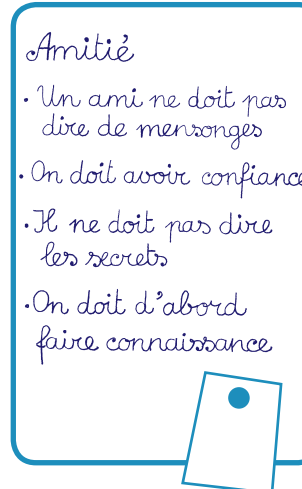 Amitié
· Un ami ne doit pas
dire de mensonges
· On doit avoir confiance
· Il ne doit pas dire
les secrets
· On doit d'abord
faire connaissance